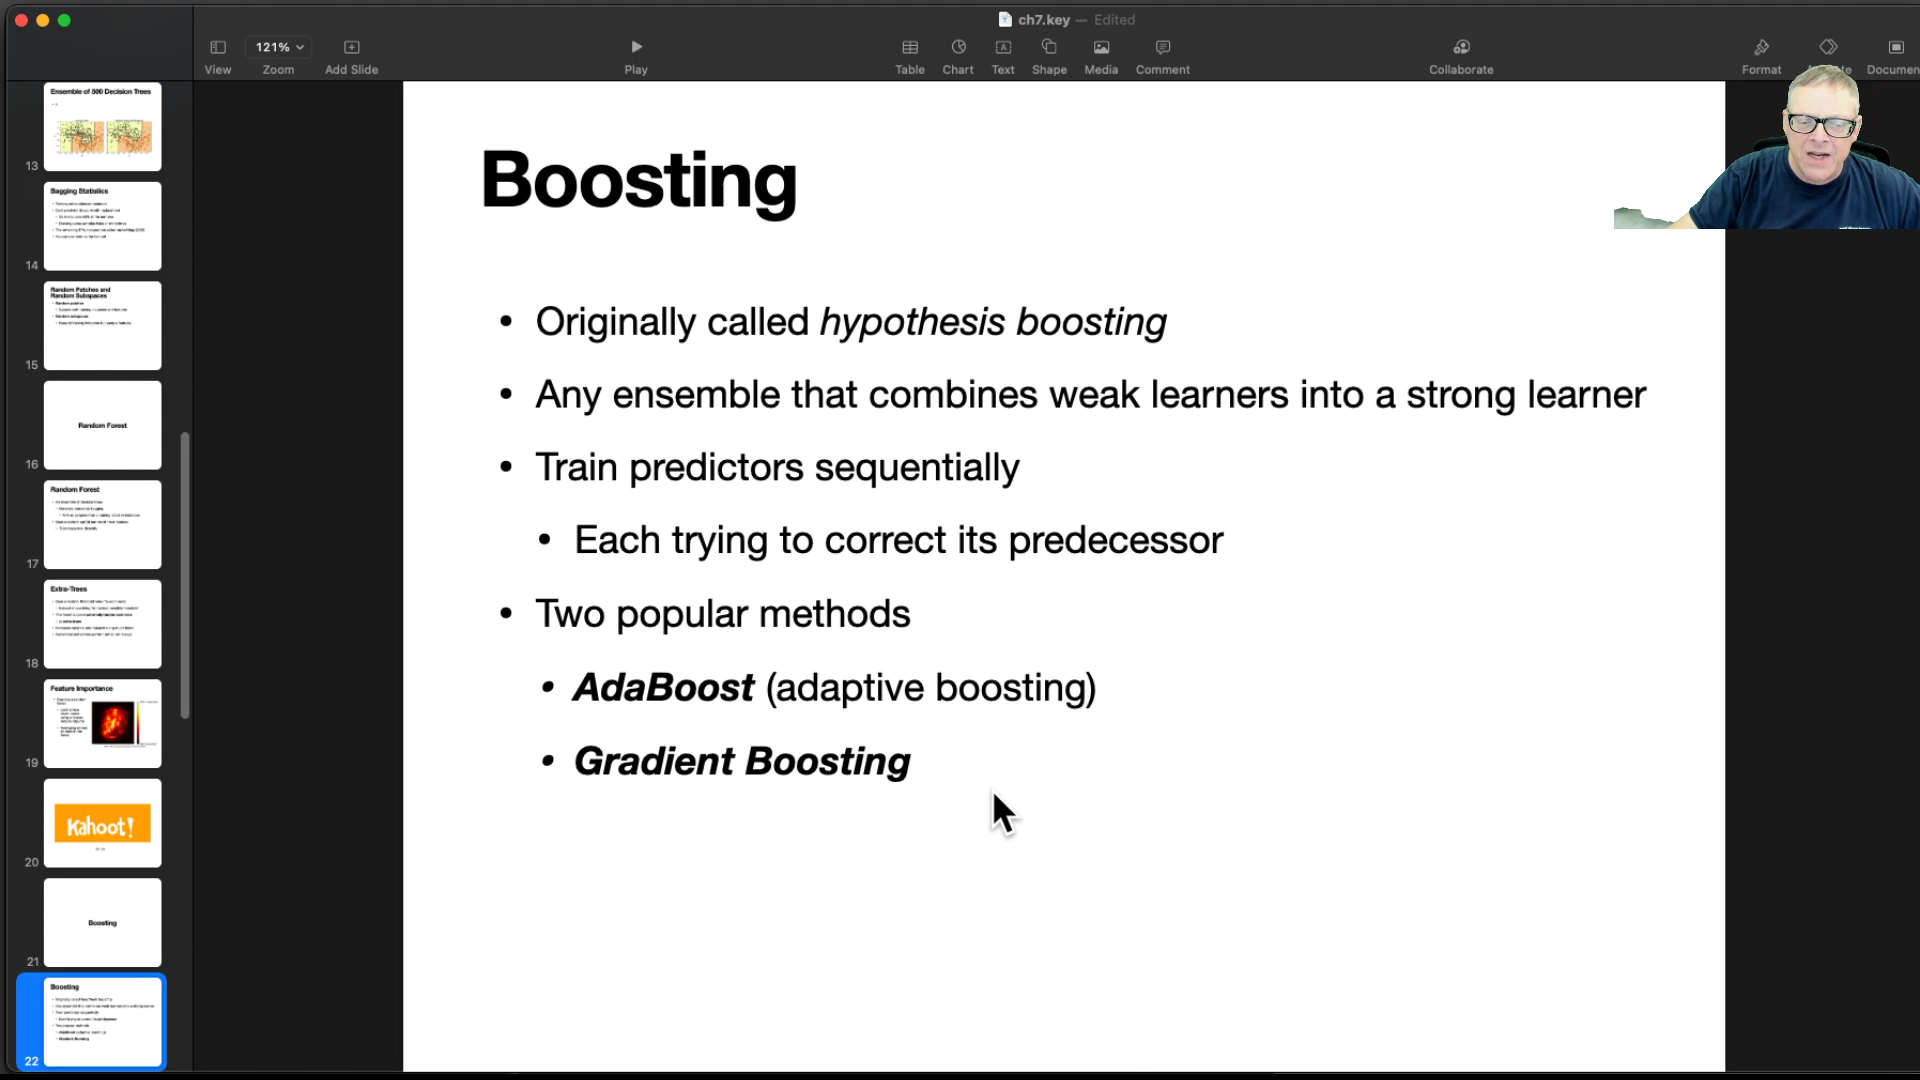 ch7.key — Edited
View
121%
Zoom
Add Slide
Play
Table
Chart
Text
Shape
Media
Comment
Collaborate
Format
Documen
Ensemble of 500 Decision Trees
13
Bagging Statistics
14
Random Patches and
Random Subspaces
15
Random Forest
16
Random Forest
17
Extra-Trees
18
Feature Importance
19
Kahoot!
20
Boosting
21
Boosting
22
Boosting
• Originally called hypothesis boosting
• Any ensemble that combines weak learners into a strong learner
• Train predictors sequentially
• Each trying to correct its predecessor
• Two popular methods
• AdaBoost (adaptive boosting)
• Gradient Boosting